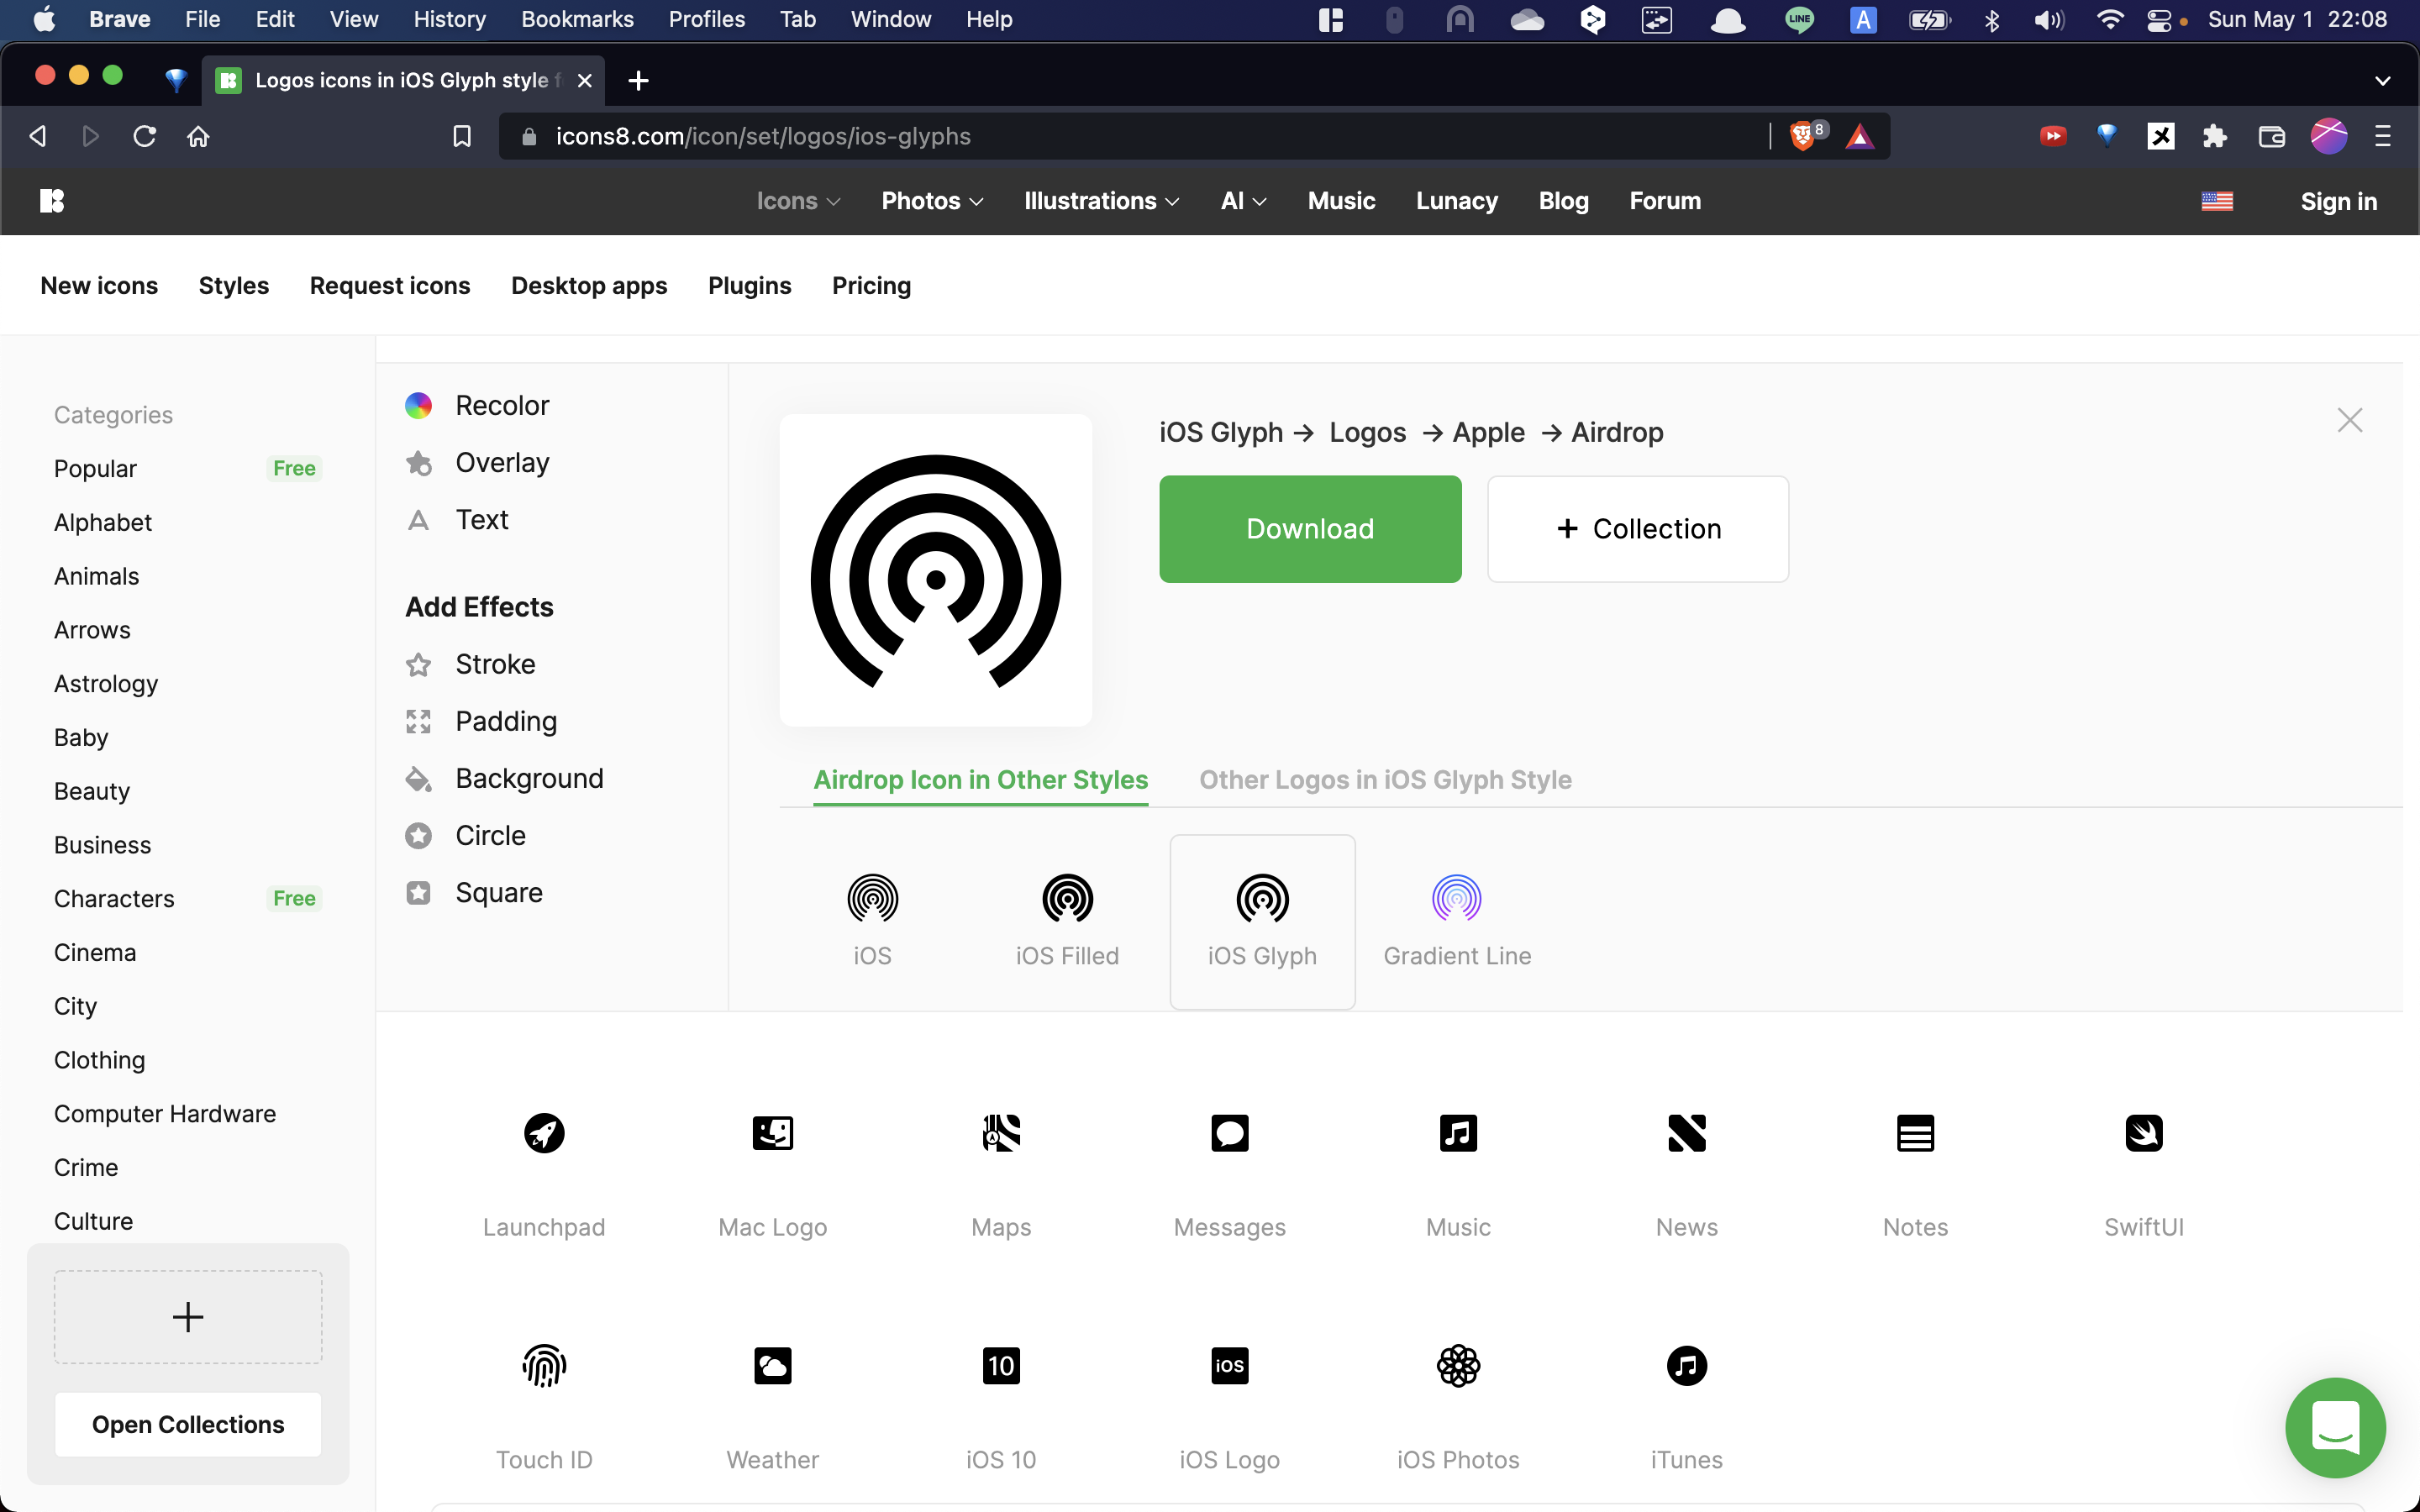 Brave File Edit View History Bookmarks Profiles Tab Window Help LINE A Sun May 1 22:08
Logos icons in iOS Glyph style f
icons8.com/icon/set/logos/ios-glyphs 8
Icons Photos Illustrations AI Music Lunacy Blog Forum Sign in
New icons Styles Request icons Desktop apps Plugins Pricing
Categories
Popular Free
Alphabet
Animals
Arrows
Astrology
Baby
Beauty
Business
Characters Free
Cinema
City
Clothing
Computer Hardware
Crime
Culture
Open Collections
Recolor
Overlay
Text
Add Effects
Stroke
Padding
Background
Circle
Square
iOS Glyph → Logos → Apple → Airdrop
Download + Collection
Airdrop Icon in Other Styles Other Logos in iOS Glyph Style
iOS iOS Filled iOS Glyph Gradient Line
Launchpad Mac Logo Maps Messages Music News Notes SwiftUI
10 iOS
Touch ID Weather iOS 10 iOS Logo iOS Photos iTunes